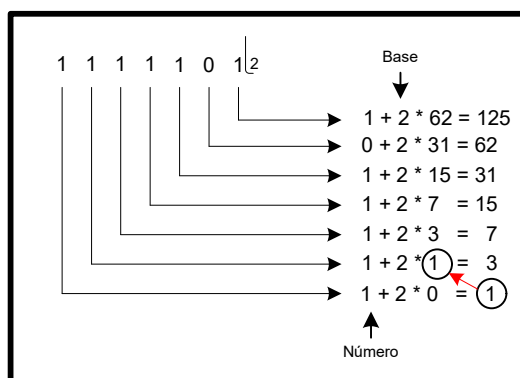 Base
1 1 1 1 1 0 1 2
1 + 2 * 62 = 125
0 + 2 * 31 = 62
1 + 2 * 15 = 31
1 + 2 * 7 = 15
1 + 2 * 3 = 7
1 + 2 * 1 = 3
1 + 2 * 0 = 1
Número